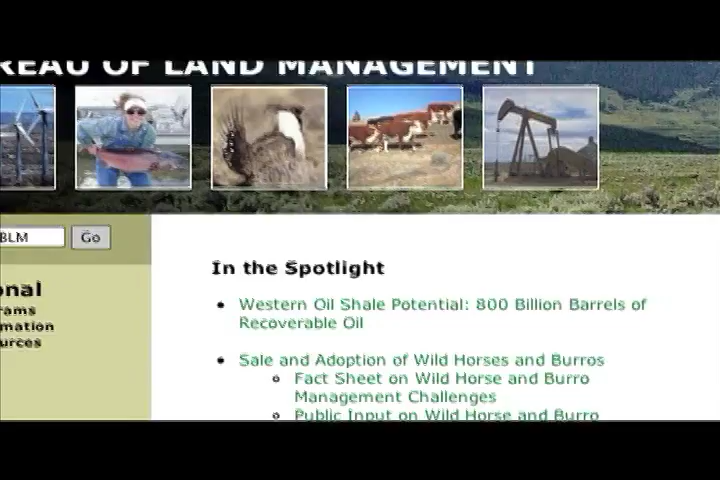 REAU OF LAND MANAGEMENT
BLM
Go
onal
rams
mation
urces
In the Spotlight
• Western Oil Shale Potential: 800 Billion Barrels of
Recoverable Oil
• Sale and Adoption of Wild Horses and Burros
Fact Sheet on Wild Horse and Burro
Management Challenges
Public Input on Wild Horse and Burro